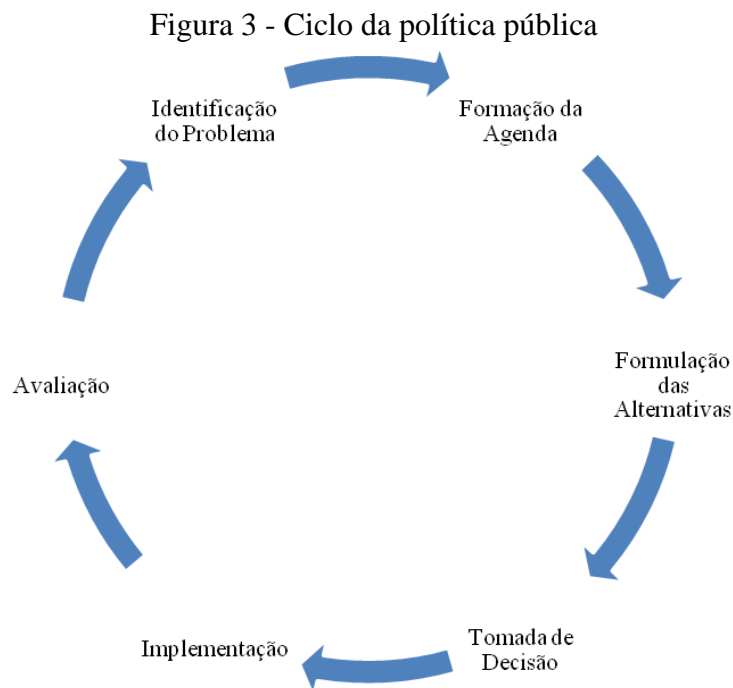 Figura 3 - Ciclo da política pública
Identificação
do Problema
Formação da
Agenda
Formulação
das
Alternativas
Tomada de
Decisão
Implementação
Avaliação